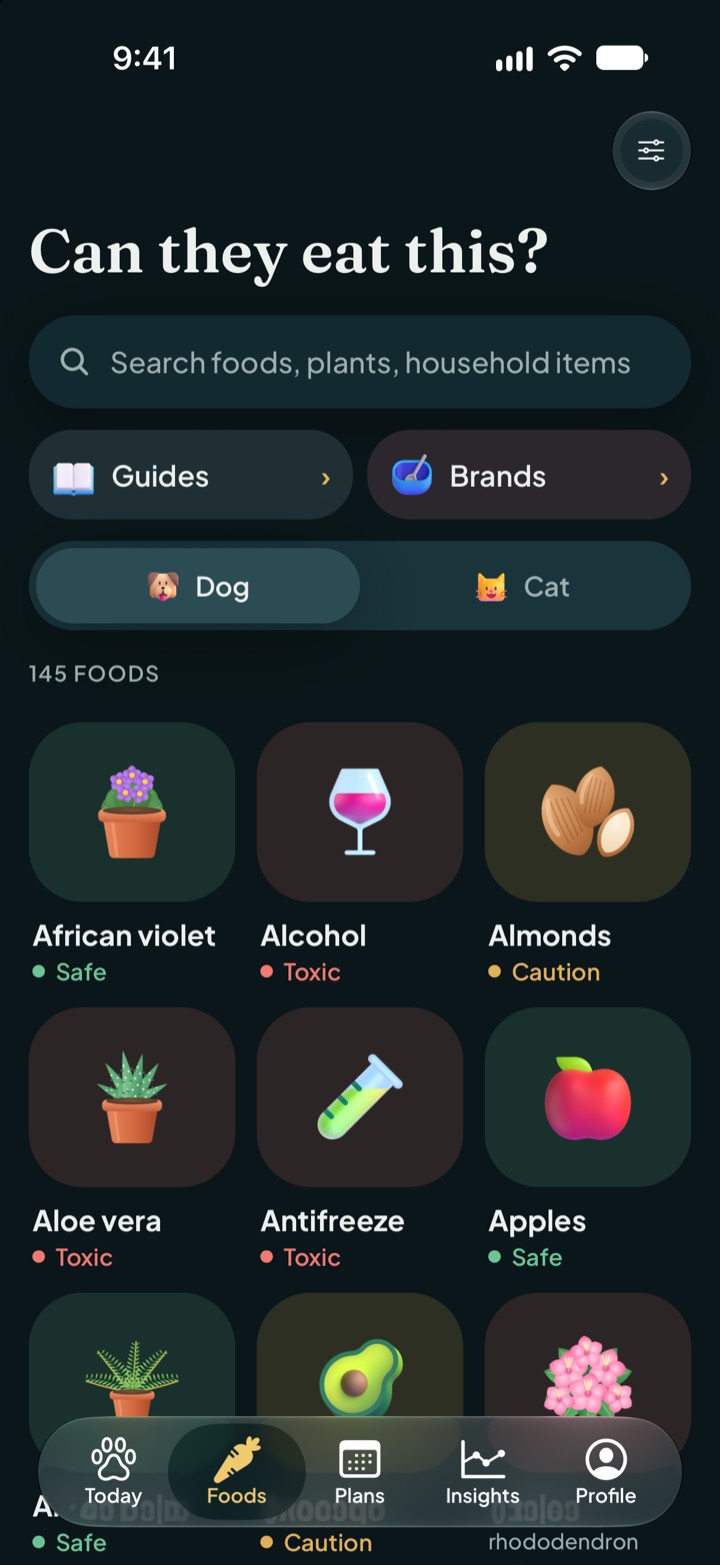 9:41
Can they eat this?
Search foods, plants, household items
Guides ›
Brands ›
Dog
Cat
145 FOODS
African violet
Safe
Alcohol
Toxic
Almonds
Caution
Aloe vera
Toxic
Antifreeze
Toxic
Apples
Safe
Today
Foods
Plans
Insights
Profile
Safe
Caution
rhododendron